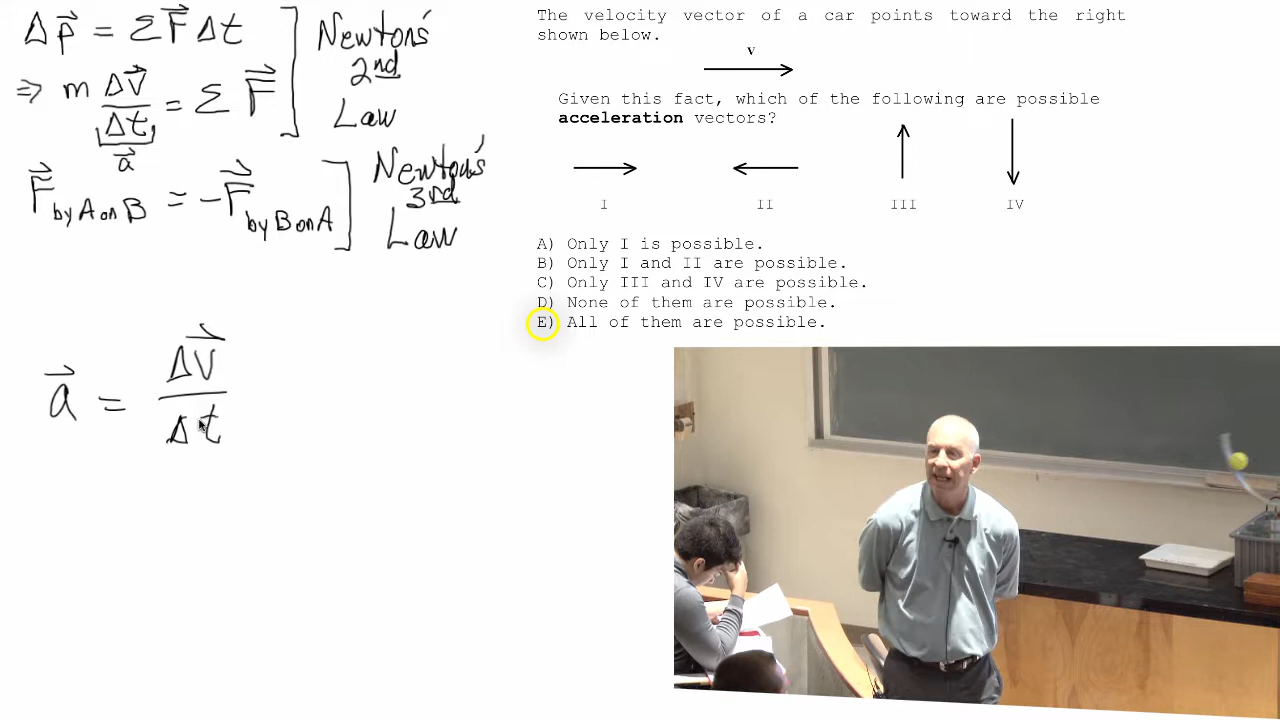 Δp⃗ = ΣF⃗ Δt
⇒ m Δv⃗/Δt = Σ F⃗
a⃗
Newton's
2nd
Law
F⃗ by A on B = -F⃗ by B on A
Newton's
3rd
Law
a⃗ = Δv⃗/Δt
The velocity vector of a car points toward the right
shown below.
v
Given this fact, which of the following are possible
acceleration vectors?
I II III IV
A) Only I is possible.
B) Only I and II are possible.
C) Only III and IV are possible.
D) None of them are possible.
E) All of them are possible.